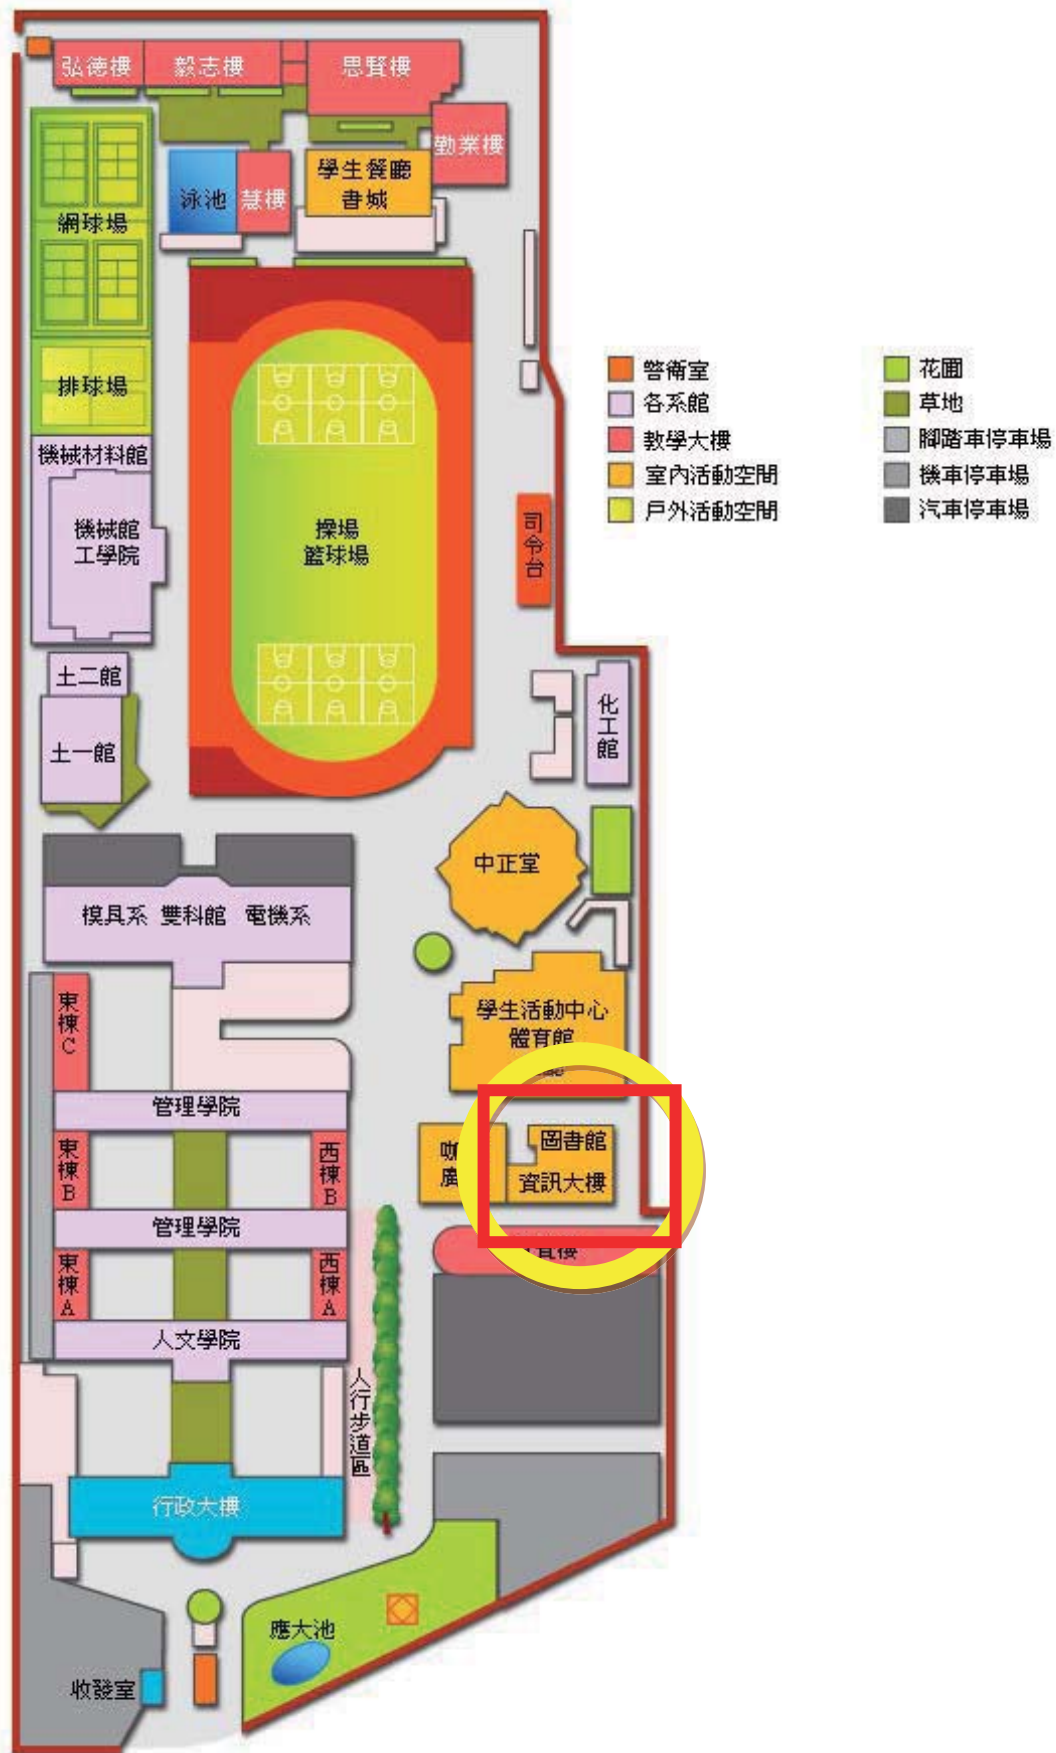 弘德樓
毅志樓
思賢樓
勤業樓
泳池
慧樓
學生餐廳
書城
網球場
排球場
機械材料館
機械館
工學院
操場
籃球場
司令台
警衛室
各系館
教學大樓
室內活動空間
戶外活動空間
花圃
草地
腳踏車停車場
機車停車場
汽車停車場
土二館
土一館
化工館
中正堂
模具系 雙科館 電機系
東棟C
學生活動中心
體育館
管理學院
東棟B
西棟B
咖
圖書館
資訊大樓
管理學院
東棟A
西棟A
樓
人文學院
人行步道區
行政大樓
應大池
收發室